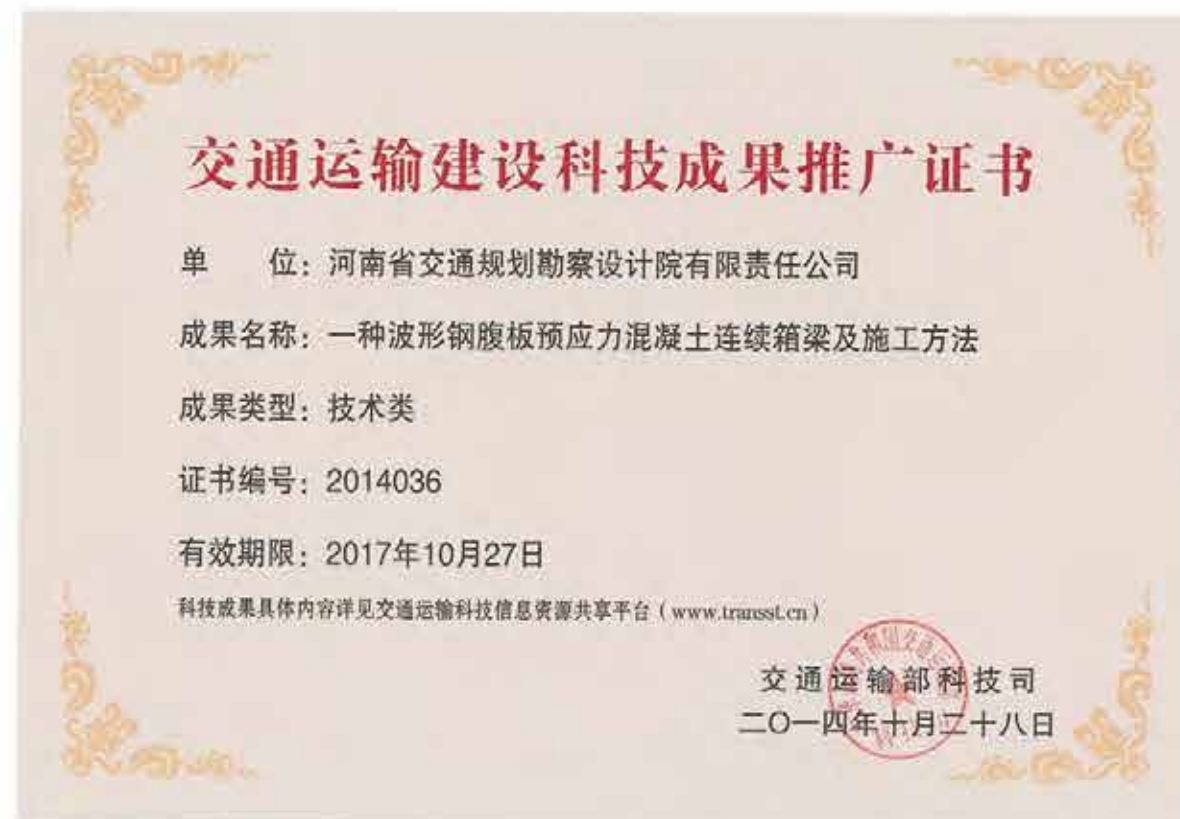 交通运输建设科技成果推广证书
单 位：河南省交通规划勘察设计院有限责任公司
成果名称：一种波形钢腹板预应力混凝土连续箱梁及施工方法
成果类型：技术类
证书编号：2014036
有效期限：2017年10月27日
科技成果具体内容详见交通运输科技信息资源共享平台（www.transst.cn）
交通运输部科技司
二〇一四年十月二十八日